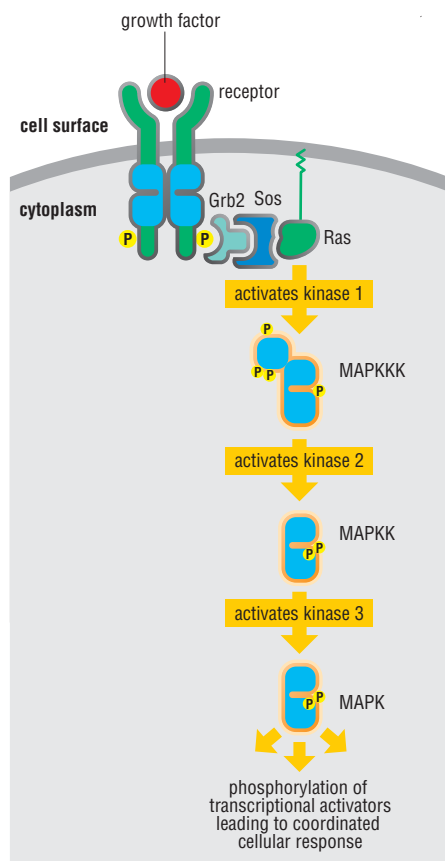 growth factor
receptor
cell surface
cytoplasm
Grb2 Sos
P P
Ras
activates kinase 1
P
MAPKKK
P P
P
activates kinase 2
MAPKK
P P
activates kinase 3
P
MAPK
P
phosphorylation of
transcriptional activators
leading to coordinated
cellular response